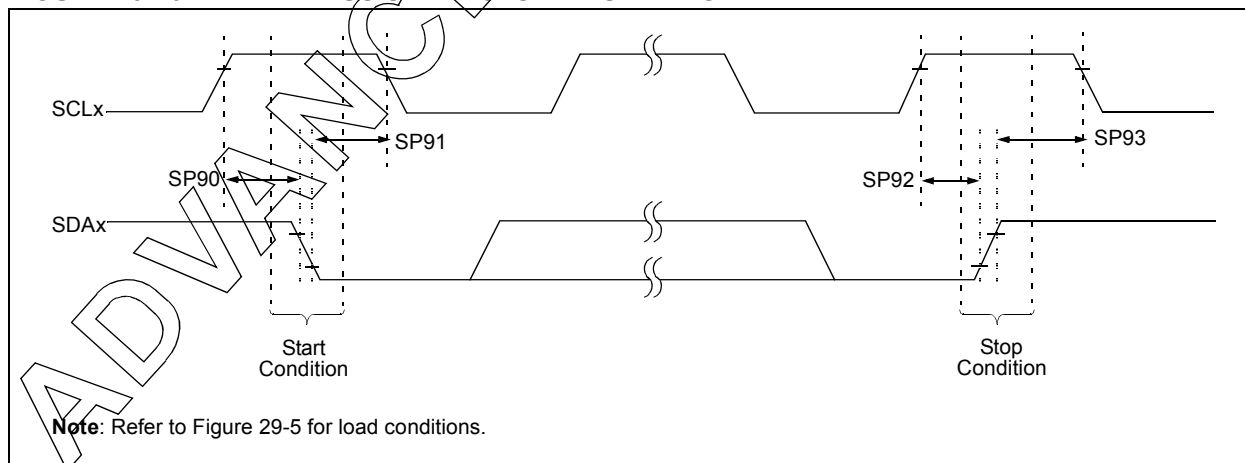 SCLx
SP91
SP93
SP90
SP92
SDAx
Start
Condition
Stop
Condition
Note: Refer to Figure 29-5 for load conditions.
ADVANC